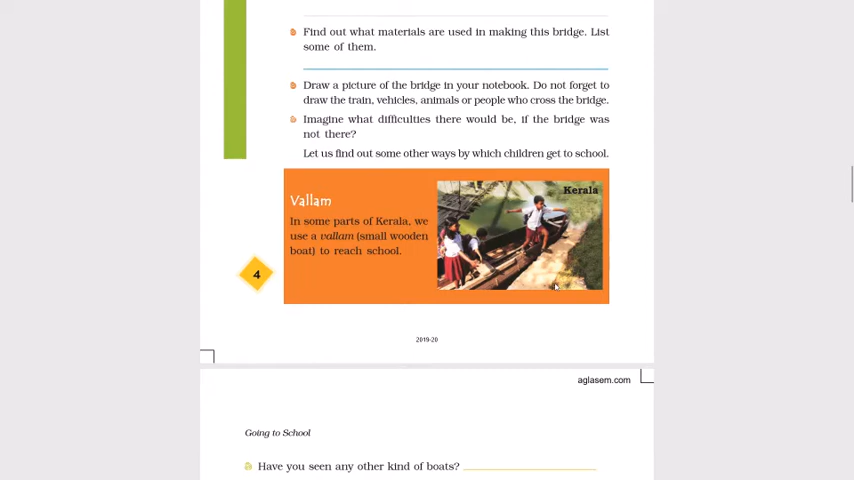 Find out what materials are used in making this bridge. List
some of them.
Draw a picture of the bridge in your notebook. Do not forget to
draw the train, vehicles, animals or people who cross the bridge.
Imagine what difficulties there would be, if the bridge was
not there?
Let us find out some other ways by which children get to school.
Vallam
In some parts of Kerala, we
use a vallam (small wooden
boat) to reach school.
Kerala
4
2019-20
aglasem.com
Going to School
Have you seen any other kind of boats?